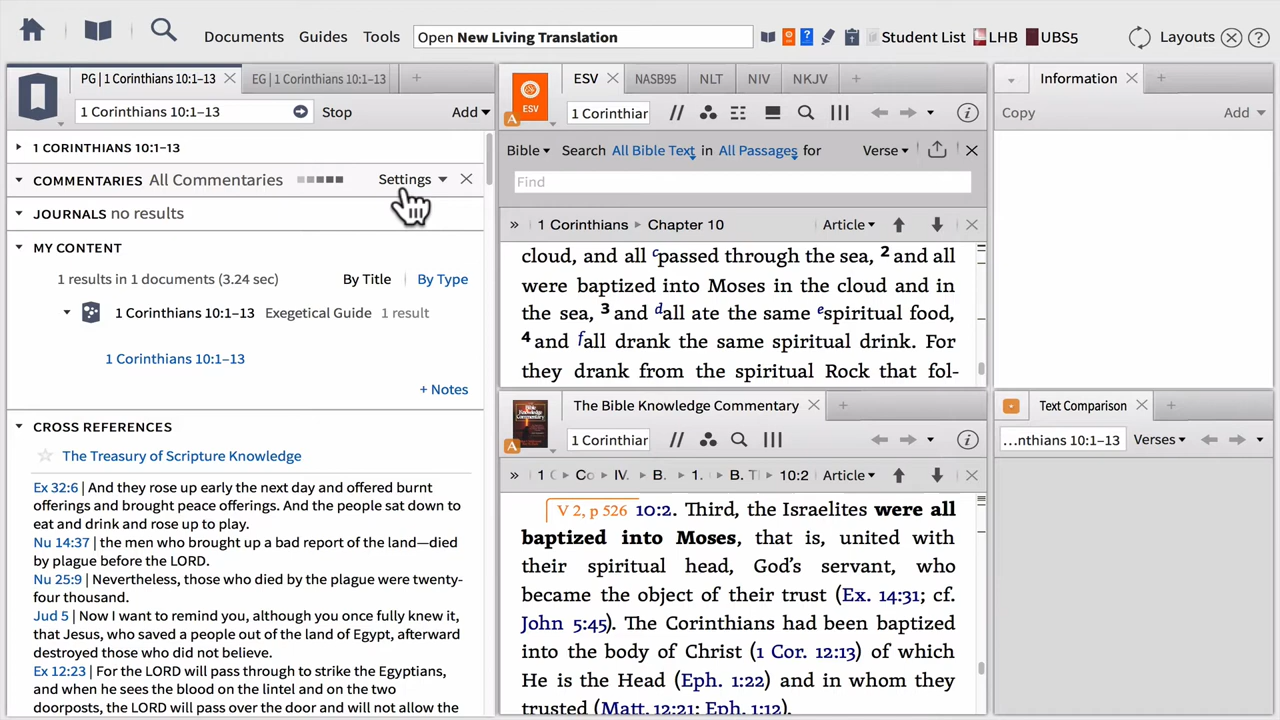 Documents Guides Tools Open New Living Translation Student List LHB UBS5 Layouts
PG | 1 Corinthians 10:1–13 EG | 1 Corinthians 10:1–13
1 Corinthians 10:1–13 Stop Add
1 CORINTHIANS 10:1–13
COMMENTARIES All Commentaries Settings
JOURNALS no results
MY CONTENT
1 results in 1 documents (3.24 sec) By Title By Type
1 Corinthians 10:1–13 Exegetical Guide 1 result
1 Corinthians 10:1–13
+ Notes
CROSS REFERENCES
The Treasury of Scripture Knowledge
Ex 32:6 | And they rose up early the next day and offered burnt
offerings and brought peace offerings. And the people sat down to
eat and drink and rose up to play.
Nu 14:37 | the men who brought up a bad report of the land—died
by plague before the LORD.
Nu 25:9 | Nevertheless, those who died by the plague were twenty-
four thousand.
Jud 5 | Now I want to remind you, although you once fully knew it,
that Jesus, who saved a people out of the land of Egypt, afterward
destroyed those who did not believe.
Ex 12:23 | For the LORD will pass through to strike the Egyptians,
and when he sees the blood on the lintel and on the two
doorposts, the LORD will pass over the door and will not allow the
ESV NASB95 NLT NIV NKJV
ESV
A
1 Corinthiar
Bible Search All Bible Text in All Passages for Verse
Find
» 1 Corinthians Chapter 10 Article
cloud, and all cpassed through the sea, 2 and all
were baptized into Moses in the cloud and in
the sea, 3 and dall ate the same espiritual food,
4 and fall drank the same spiritual drink. For
they drank from the spiritual Rock that fol-
The Bible Knowledge Commentary
A
1 Corinthiar
» 1 C Co IV. B. 1. B. T 10:2 Article
V 2, p 526 10:2. Third, the Israelites were all
baptized into Moses, that is, united with
their spiritual head, God's servant, who
became the object of their trust (Ex. 14:31; cf.
John 5:45). The Corinthians had been baptized
into the body of Christ (1 Cor. 12:13) of which
He is the Head (Eph. 1:22) and in whom they
trusted (Matt. 12:21; Eph. 1:12).
Information
Copy Add
Text Comparison
...nthians 10:1–13 Verses